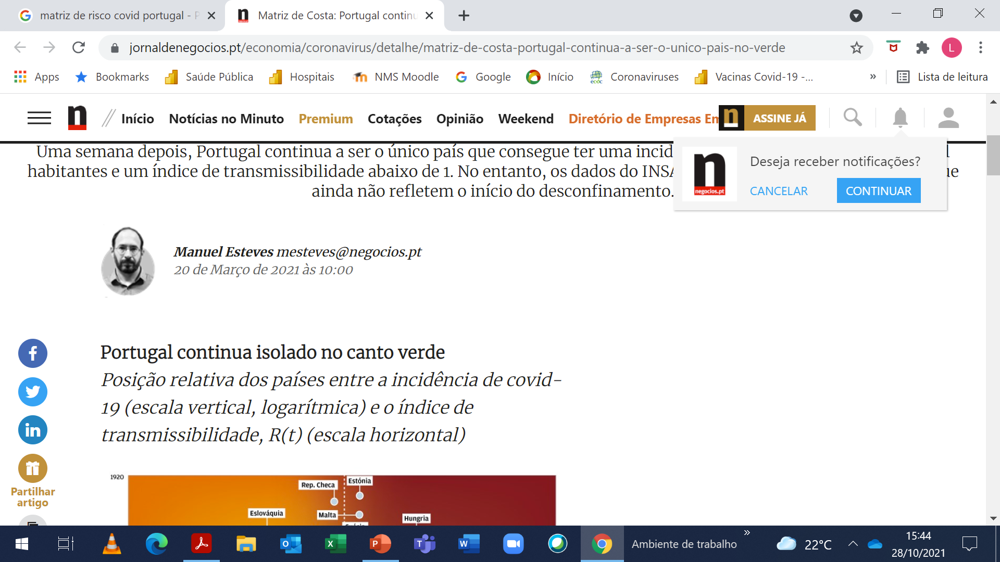 matriz de risco covid portugal - P
Matriz de Costa: Portugal continu
jornaldenegocios.pt/economia/coronavirus/detalhe/matriz-de-costa-portugal-continua-a-ser-o-unico-pais-no-verde
L
Apps Bookmarks Saúde Pública Hospitais NMS Moodle Google Início Coronaviruses Vacinas Covid-19 -... » Lista de leitura
n // Início Notícias no Minuto Premium Cotações Opinião Weekend Diretório de Empresas Em n ASSINE JÁ
Uma semana depois, Portugal continua a ser o único país que consegue ter uma incid
habitantes e um índice de transmissibilidade abaixo de 1. No entanto, os dados do INSA
ainda não refletem o início do desconfinamento.
n
negocios.pt
Deseja receber notificações?
CANCELAR CONTINUAR
Manuel Esteves mesteves@negocios.pt
20 de Março de 2021 às 10:00
Portugal continua isolado no canto verde
Posição relativa dos países entre a incidência de covid-
19 (escala vertical, logarítmica) e o índice de
transmissibilidade, R(t) (escala horizontal)
Partilhar
artigo
1920
Estónia
Rep. Checa
Eslováquia
Malta
Hungria
Ambiente de trabalho
»
22°C
15:44
28/10/2021